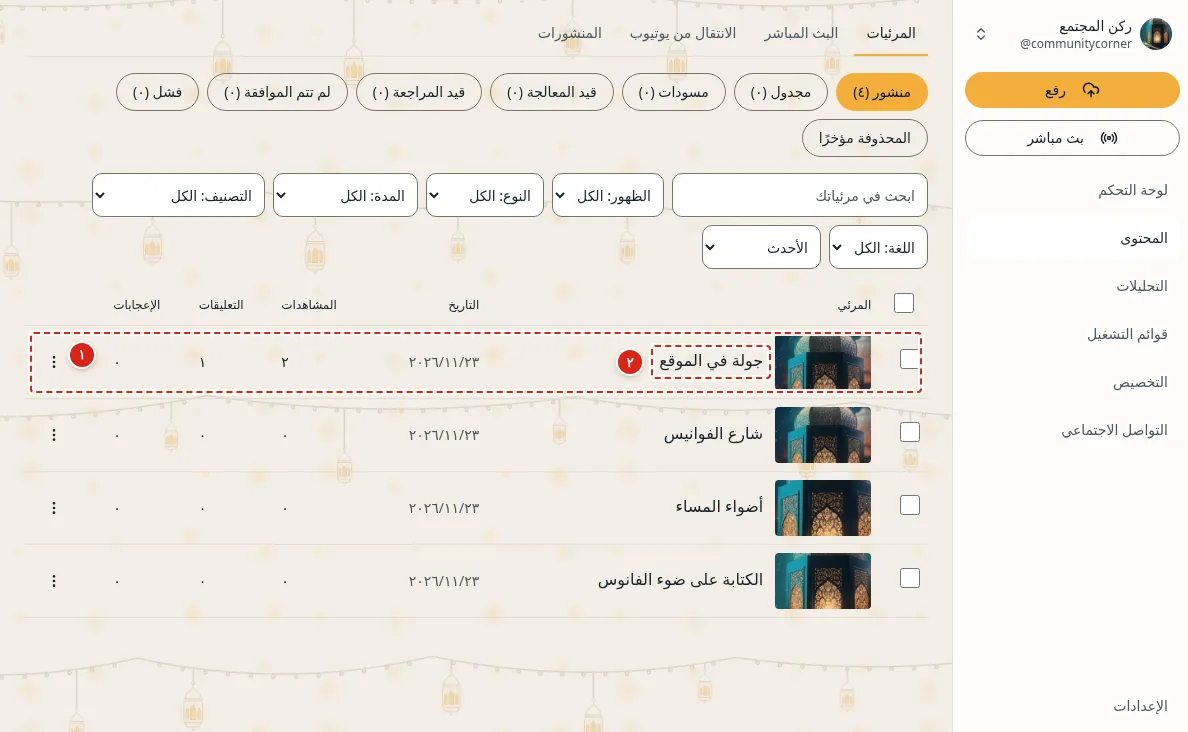 ركن المجتمع
@communitycorner
رفع
بث مباشر
لوحة التحكم
المحتوى
التحليلات
قوائم التشغيل
التخصيص
التواصل الاجتماعي
الإعدادات
المرئيات البث المباشر الانتقال من يوتيوب المنشورات
منشور (٤) مجدول (٠) مسودات (٠) قيد المعالجة (٠) قيد المراجعة (٠) لم تتم الموافقة (٠) فشل (٠)
المحذوفة مؤخرًا
ابحث في مرئياتك الظهور: الكل النوع: الكل المدة: الكل التصنيف: الكل
اللغة: الكل الأحدث
المرئي التاريخ المشاهدات التعليقات الإعجابات
جولة في الموقع ٢ ٢٠٢٦/١١/٢٣ ٢ ١ ٠ ١
شارع الفوانيس ٢٠٢٦/١١/٢٣ ٠ ٠ ٠
أضواء المساء ٢٠٢٦/١١/٢٣ ٠ ٠ ٠
الكتابة على ضوء الفانوس ٢٠٢٦/١١/٢٣ ٠ ٠ ٠